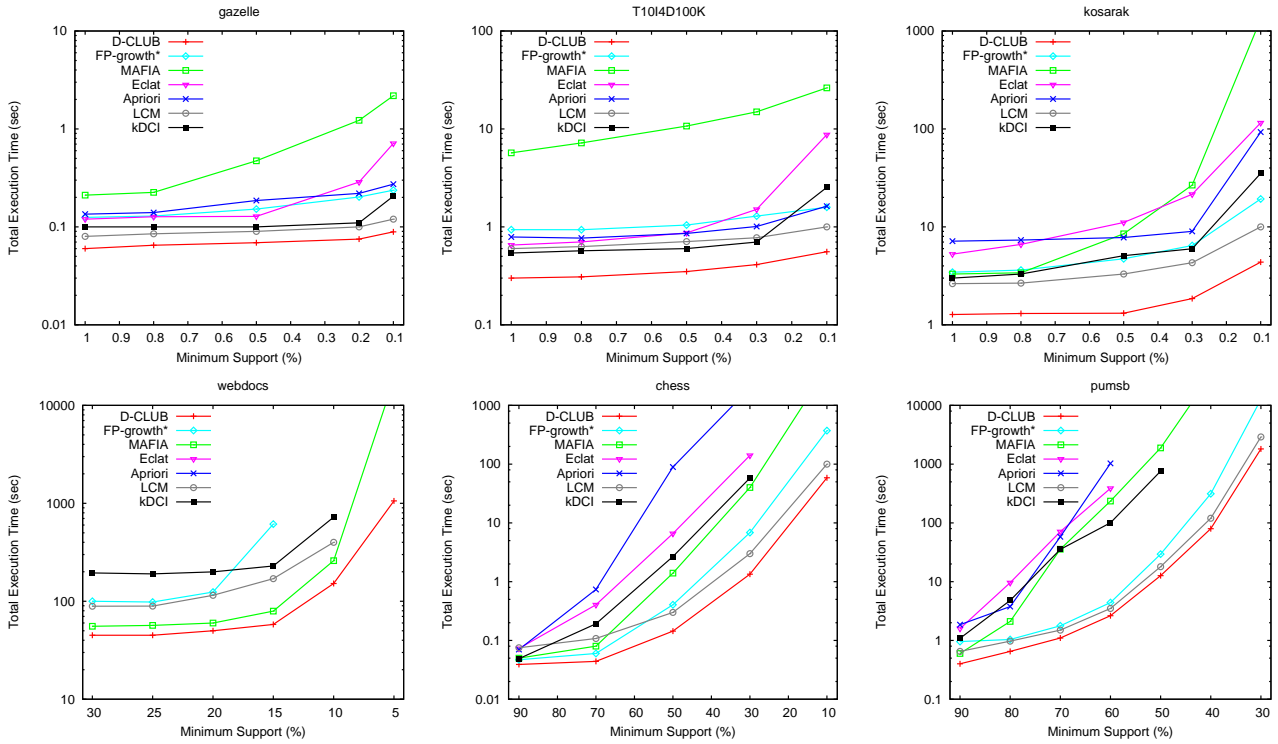 gazelle
Total Execution Time (sec)
10
1
0.1
0.01
D-CLUB
FP-growth*
MAFIA
Eclat
Apriori
LCM
kDCI
1 0.9 0.8 0.7 0.6 0.5 0.4 0.3 0.2 0.1
Minimum Support (%)
T10I4D100K
Total Execution Time (sec)
100
10
1
0.1
D-CLUB
FP-growth*
MAFIA
Eclat
Apriori
LCM
kDCI
1 0.9 0.8 0.7 0.6 0.5 0.4 0.3 0.2 0.1
Minimum Support (%)
kosarak
Total Execution Time (sec)
1000
100
10
1
D-CLUB
FP-growth*
MAFIA
Eclat
Apriori
LCM
kDCI
1 0.9 0.8 0.7 0.6 0.5 0.4 0.3 0.2 0.1
Minimum Support (%)
webdocs
Total Execution Time (sec)
10000
1000
100
10
D-CLUB
FP-growth*
MAFIA
Eclat
Apriori
LCM
kDCI
30 25 20 15 10 5
Minimum Support (%)
chess
Total Execution Time (sec)
1000
100
10
1
0.1
0.01
D-CLUB
FP-growth*
MAFIA
Eclat
Apriori
LCM
kDCI
90 80 70 60 50 40 30 20 10
Minimum Support (%)
pumsb
Total Execution Time (sec)
10000
1000
100
10
1
0.1
D-CLUB
FP-growth*
MAFIA
Eclat
Apriori
LCM
kDCI
90 80 70 60 50 40 30
Minimum Support (%)